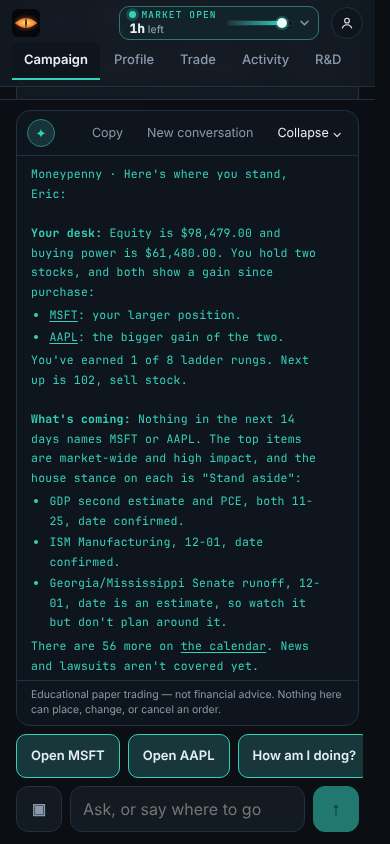 MARKET OPEN
1h left
Campaign Profile Trade Activity R&D
Copy New conversation Collapse
Moneypenny · Here's where you stand,
Eric:
Your desk: Equity is $98,479.00 and
buying power is $61,480.00. You hold two
stocks, and both show a gain since
purchase:
• MSFT: your larger position.
• AAPL: the bigger gain of the two.
You've earned 1 of 8 ladder rungs. Next
up is 102, sell stock.
What's coming: Nothing in the next 14
days names MSFT or AAPL. The top items
are market-wide and high impact, and the
house stance on each is "Stand aside":
• GDP second estimate and PCE, both 11-
25, date confirmed.
• ISM Manufacturing, 12-01, date
confirmed.
• Georgia/Mississippi Senate runoff, 12-
01, date is an estimate, so watch it
but don't plan around it.
There are 56 more on the calendar. News
and lawsuits aren't covered yet.
Educational paper trading — not financial advice. Nothing here
can place, change, or cancel an order.
Open MSFT Open AAPL How am I doing?
Ask, or say where to go